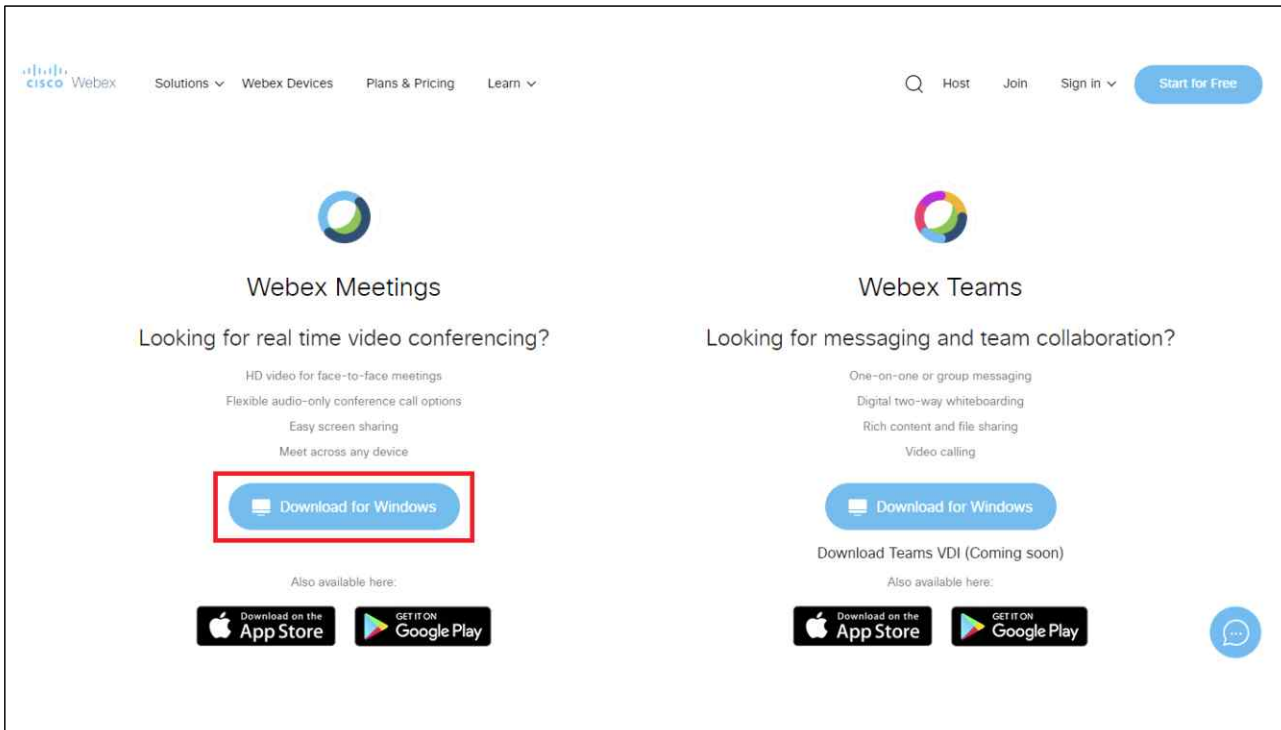 cisco Webex Solutions Webex Devices Plans & Pricing Learn Host Join Sign in Start for Free
Webex Meetings
Looking for real time video conferencing?
HD video for face-to-face meetings
Flexible audio-only conference call options
Easy screen sharing
Meet across any device
Download for Windows
Also available here:
Download on the
App Store
GET IT ON
Google Play
Webex Teams
Looking for messaging and team collaboration?
One-on-one or group messaging
Digital two-way whiteboarding
Rich content and file sharing
Video calling
Download for Windows
Download Teams VDI (Coming soon)
Also available here:
Download on the
App Store
GET IT ON
Google Play